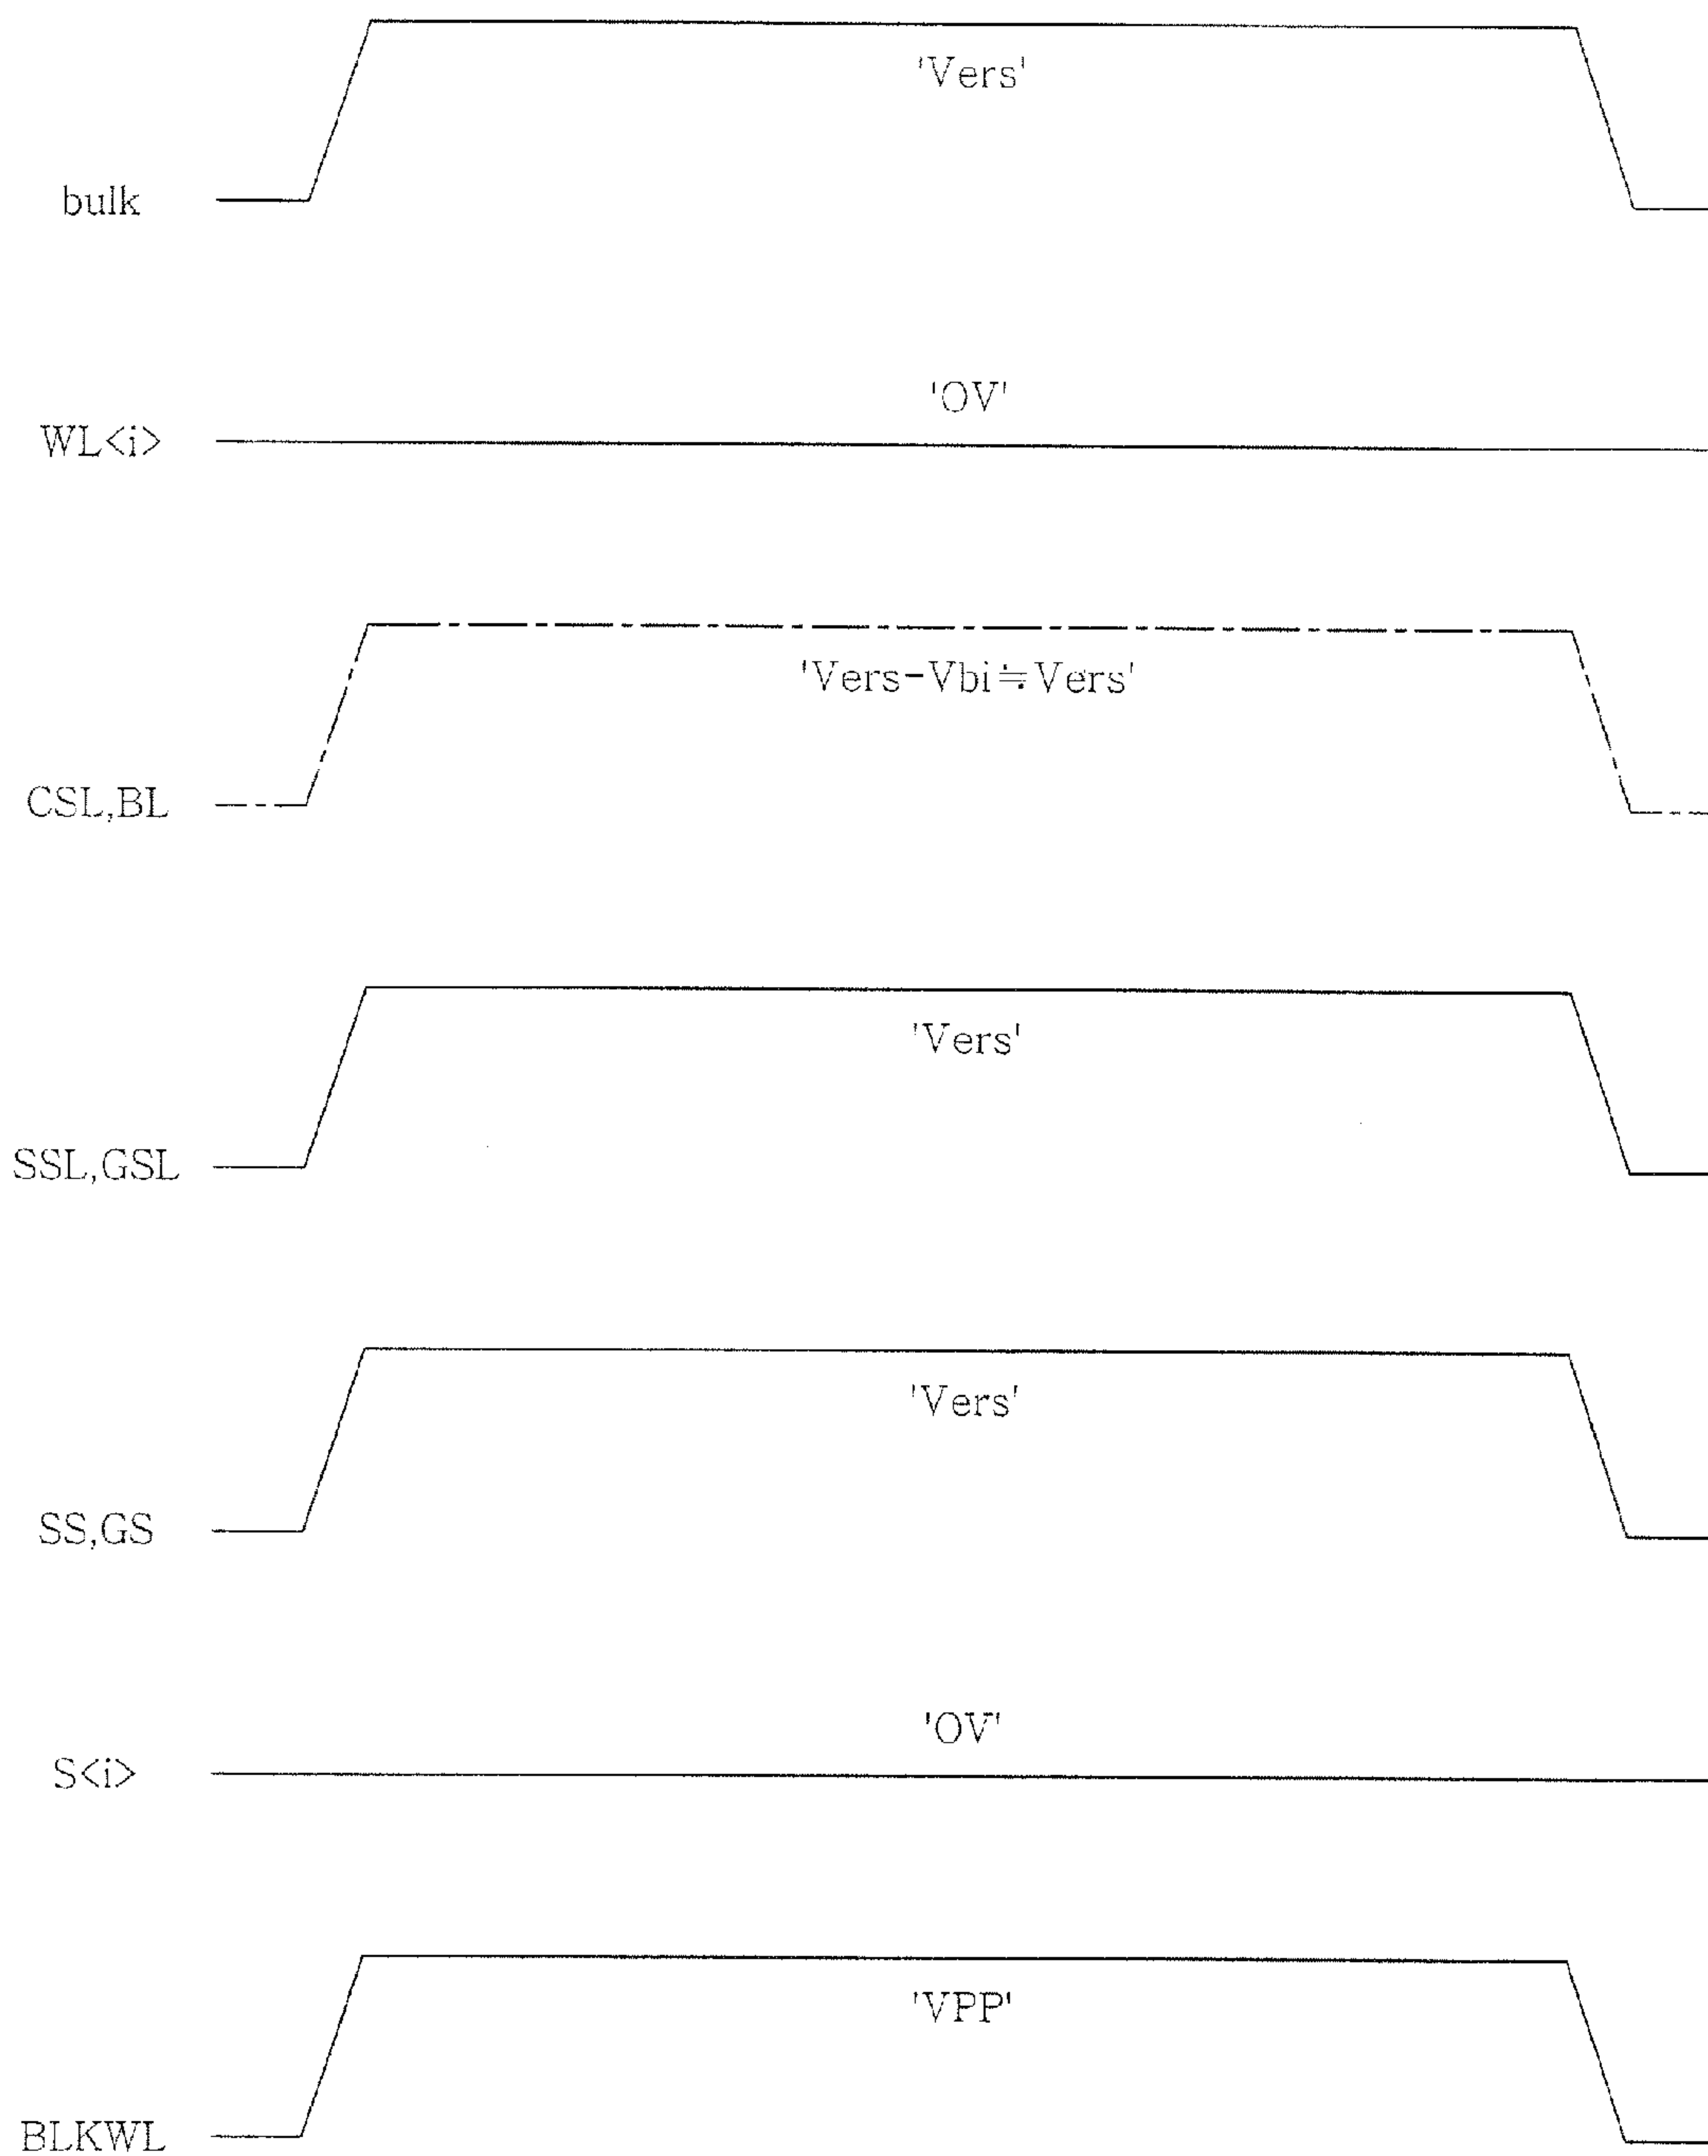 'Vers'
bulk
'OV'
WL<i>
'Vers-Vbi≒Vers'
CSL,BL
'Vers'
SSL,GSL
'Vers'
SS,GS
'OV'
S<i>
'VPP'
BLKWL